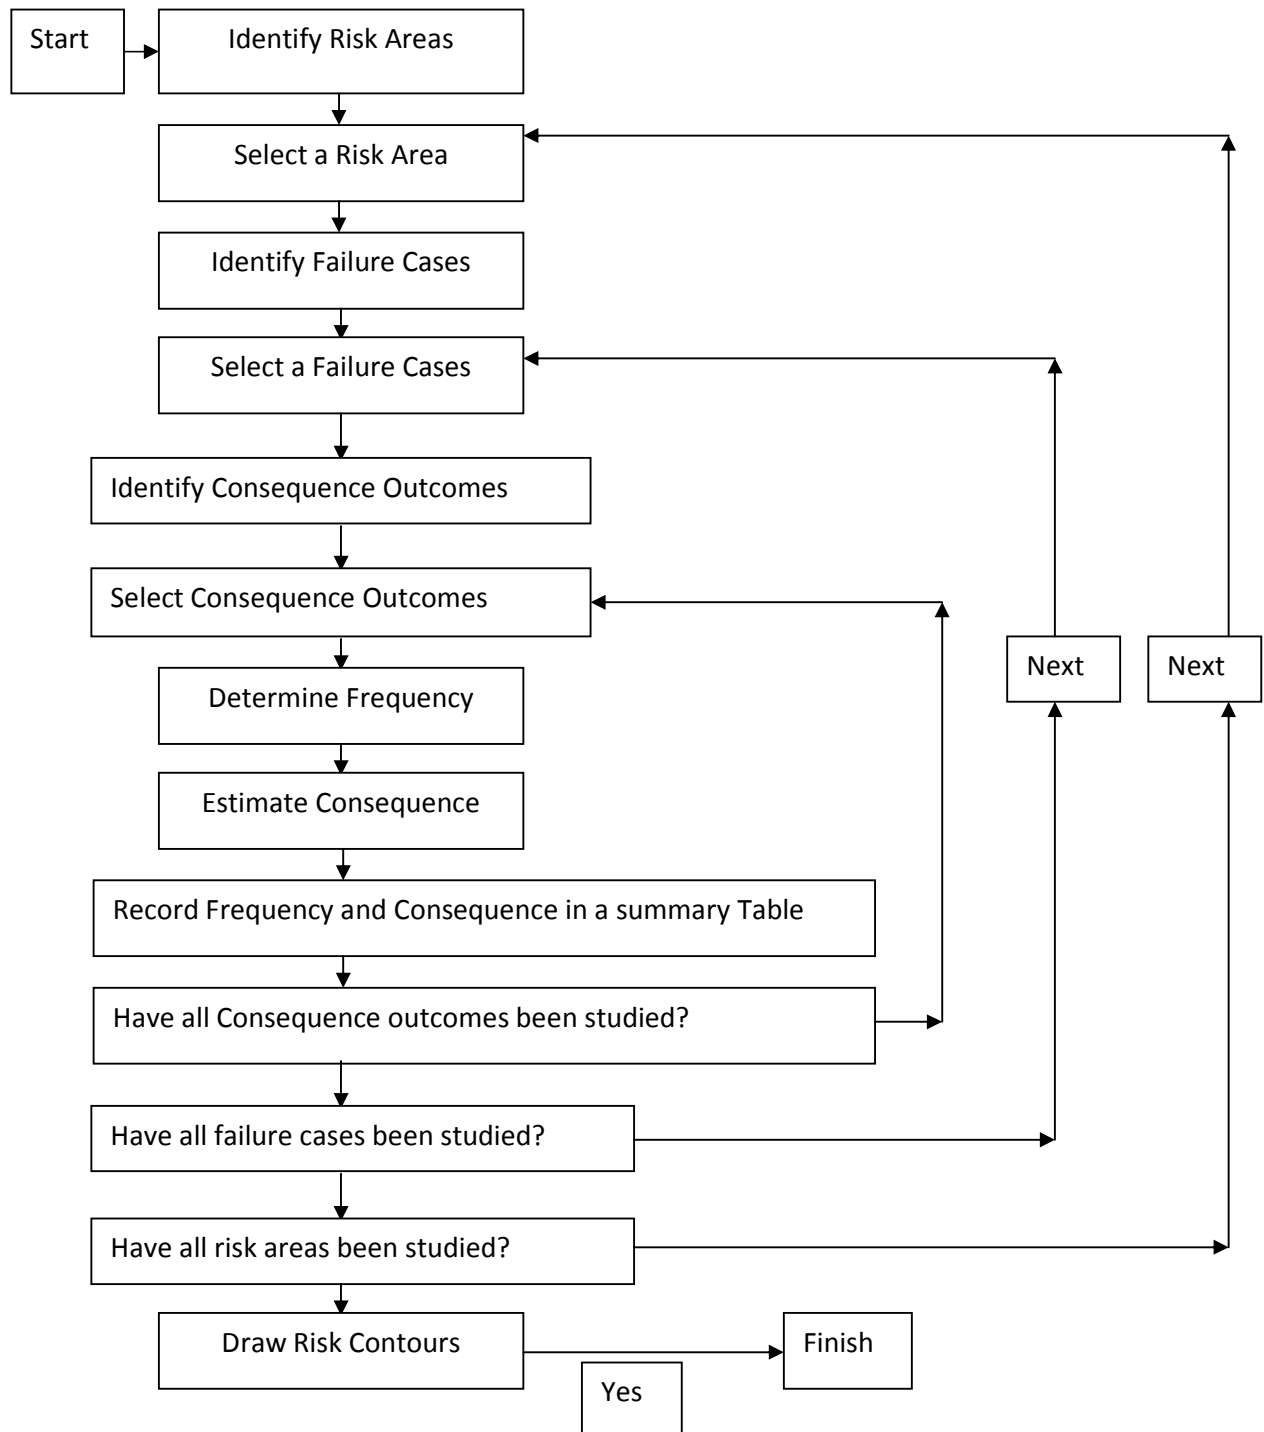 Start
Identify Risk Areas
Select a Risk Area
Identify Failure Cases
Select a Failure Cases
Identify Consequence Outcomes
Select Consequence Outcomes
Next
Next
Determine Frequency
Estimate Consequence
Record Frequency and Consequence in a summary Table
Have all Consequence outcomes been studied?
Have all failure cases been studied?
Have all risk areas been studied?
Draw Risk Contours
Finish
Yes